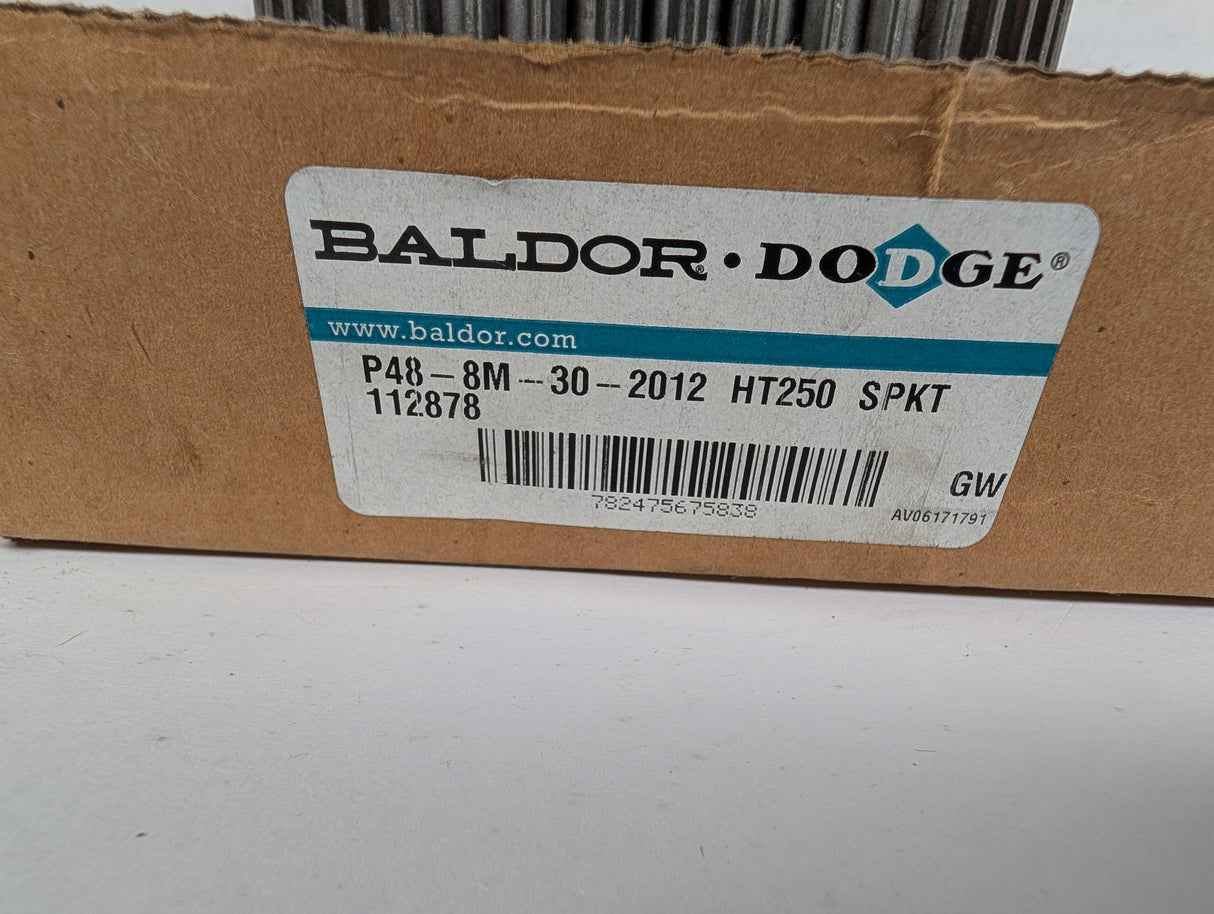 BALDOR® • DODGE®
www.baldor.com
P48-8M--30--2012 HT250 SPKT
112878
782475675838
GW
AV06171791